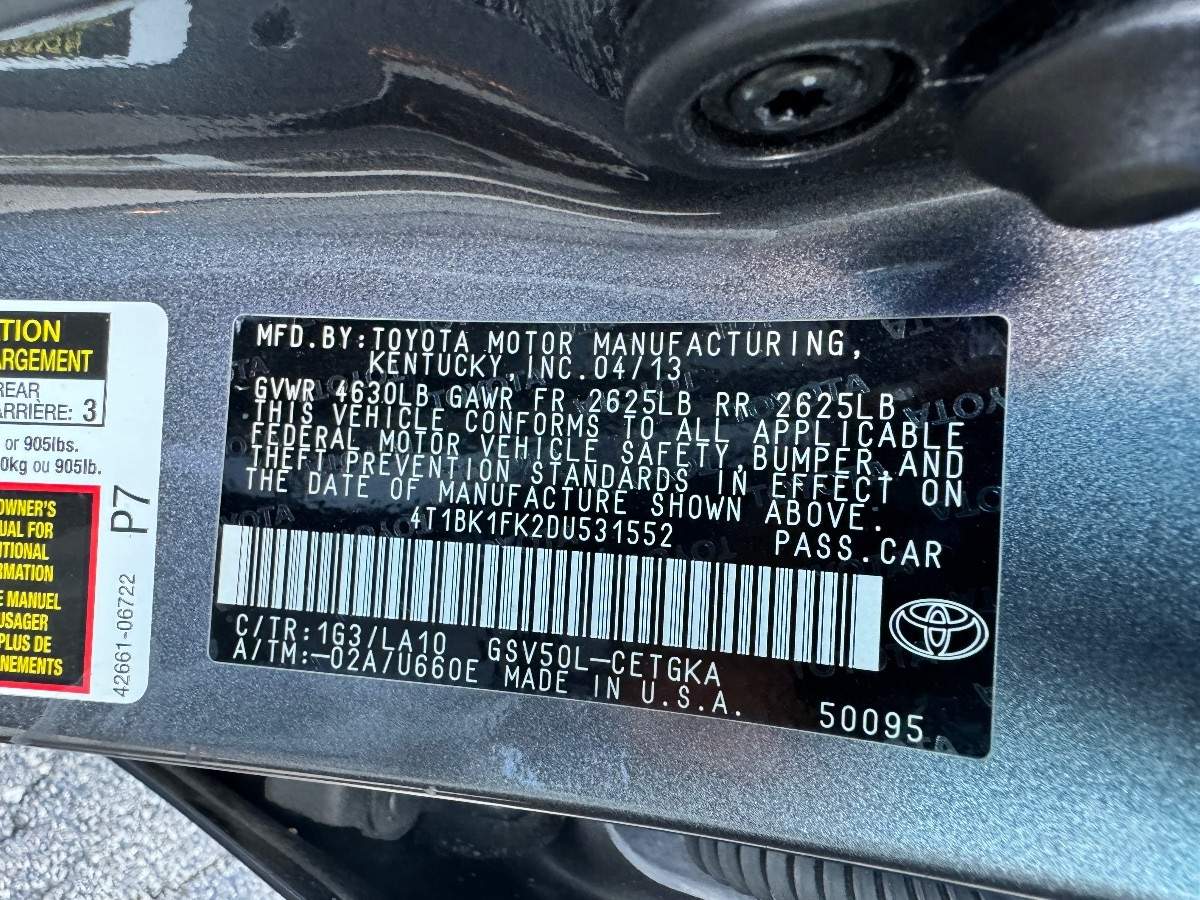 TION
ARGEMENT
REAR
ARRIÈRE: 3
or 905lbs.
0kg ou 905lb.
OWNER'S
UAL FOR
ITIONAL
RMATION
E MANUEL
USAGER
PLUS DE
GNEMENTS
P7
42661-06722
MFD.BY:TOYOTA MOTOR MANUFACTURING,
KENTUCKY,INC.04/13
GVWR 4630LB GAWR FR 2625LB RR 2625LB
THIS VEHICLE CONFORMS TO ALL APPLICABLE
FEDERAL MOTOR VEHICLE SAFETY,BUMPER,AND
THEFT PREVENTION STANDARDS IN EFFECT ON
THE DATE OF MANUFACTURE SHOWN ABOVE.
4T1BK1FK2DU531552
PASS.CAR
C/TR:1G3/LA10 GSV50L-CETGKA
A/TM:-02A/U660E MADE IN U.S.A.
50095